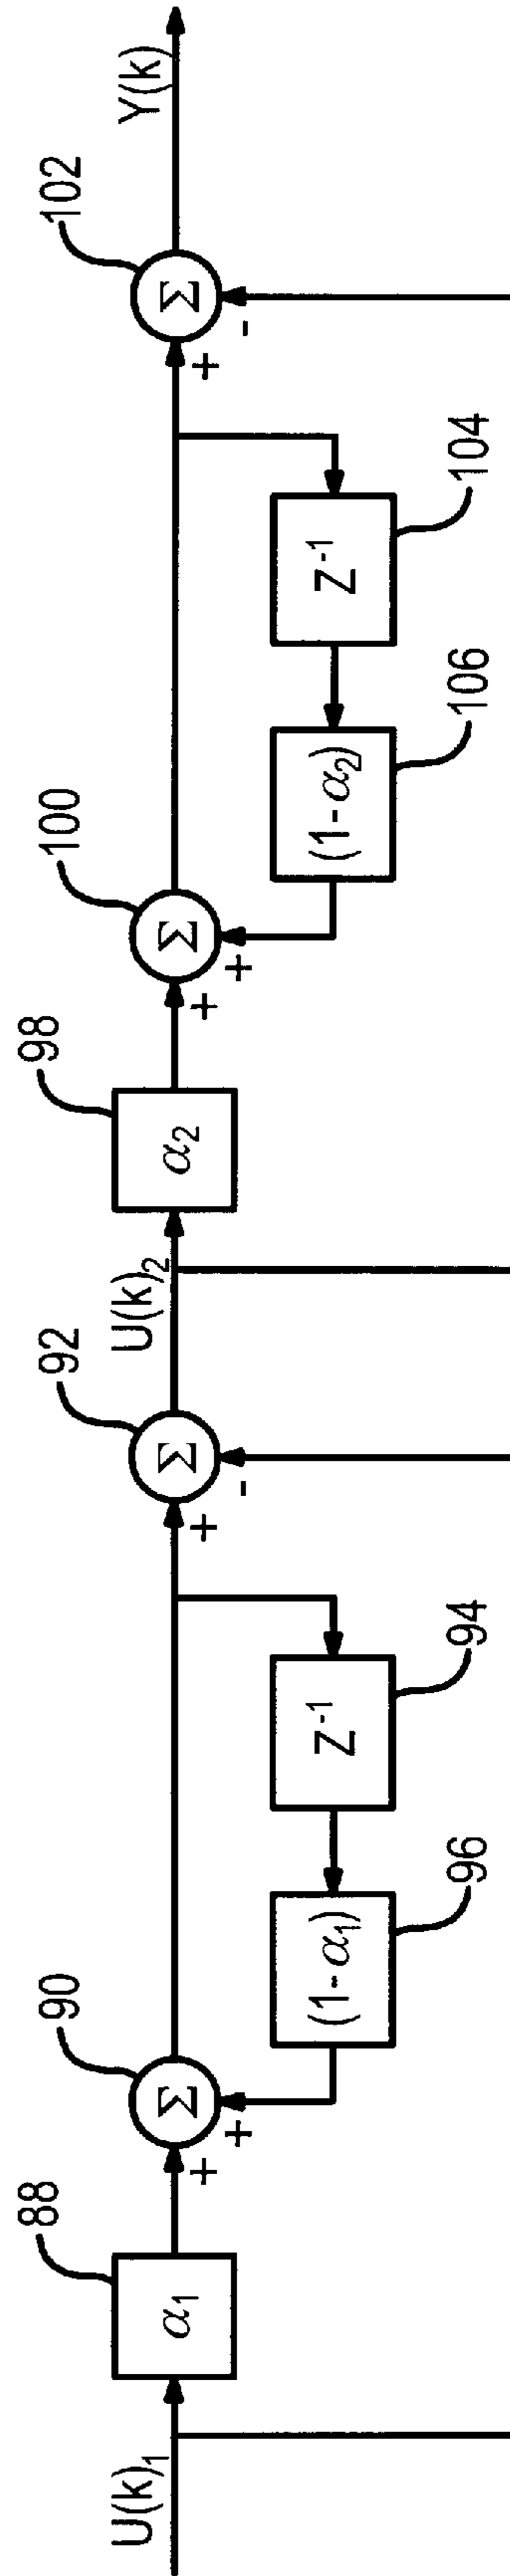 U(k)₁
88
α₁
90
Σ
+
+
(1-α₁)
96
Z⁻¹
94
92
Σ
+
-
U(k)₂
98
α₂
100
Σ
+
+
(1-α₂)
106
Z⁻¹
104
102
Σ
+
-
Y(k)